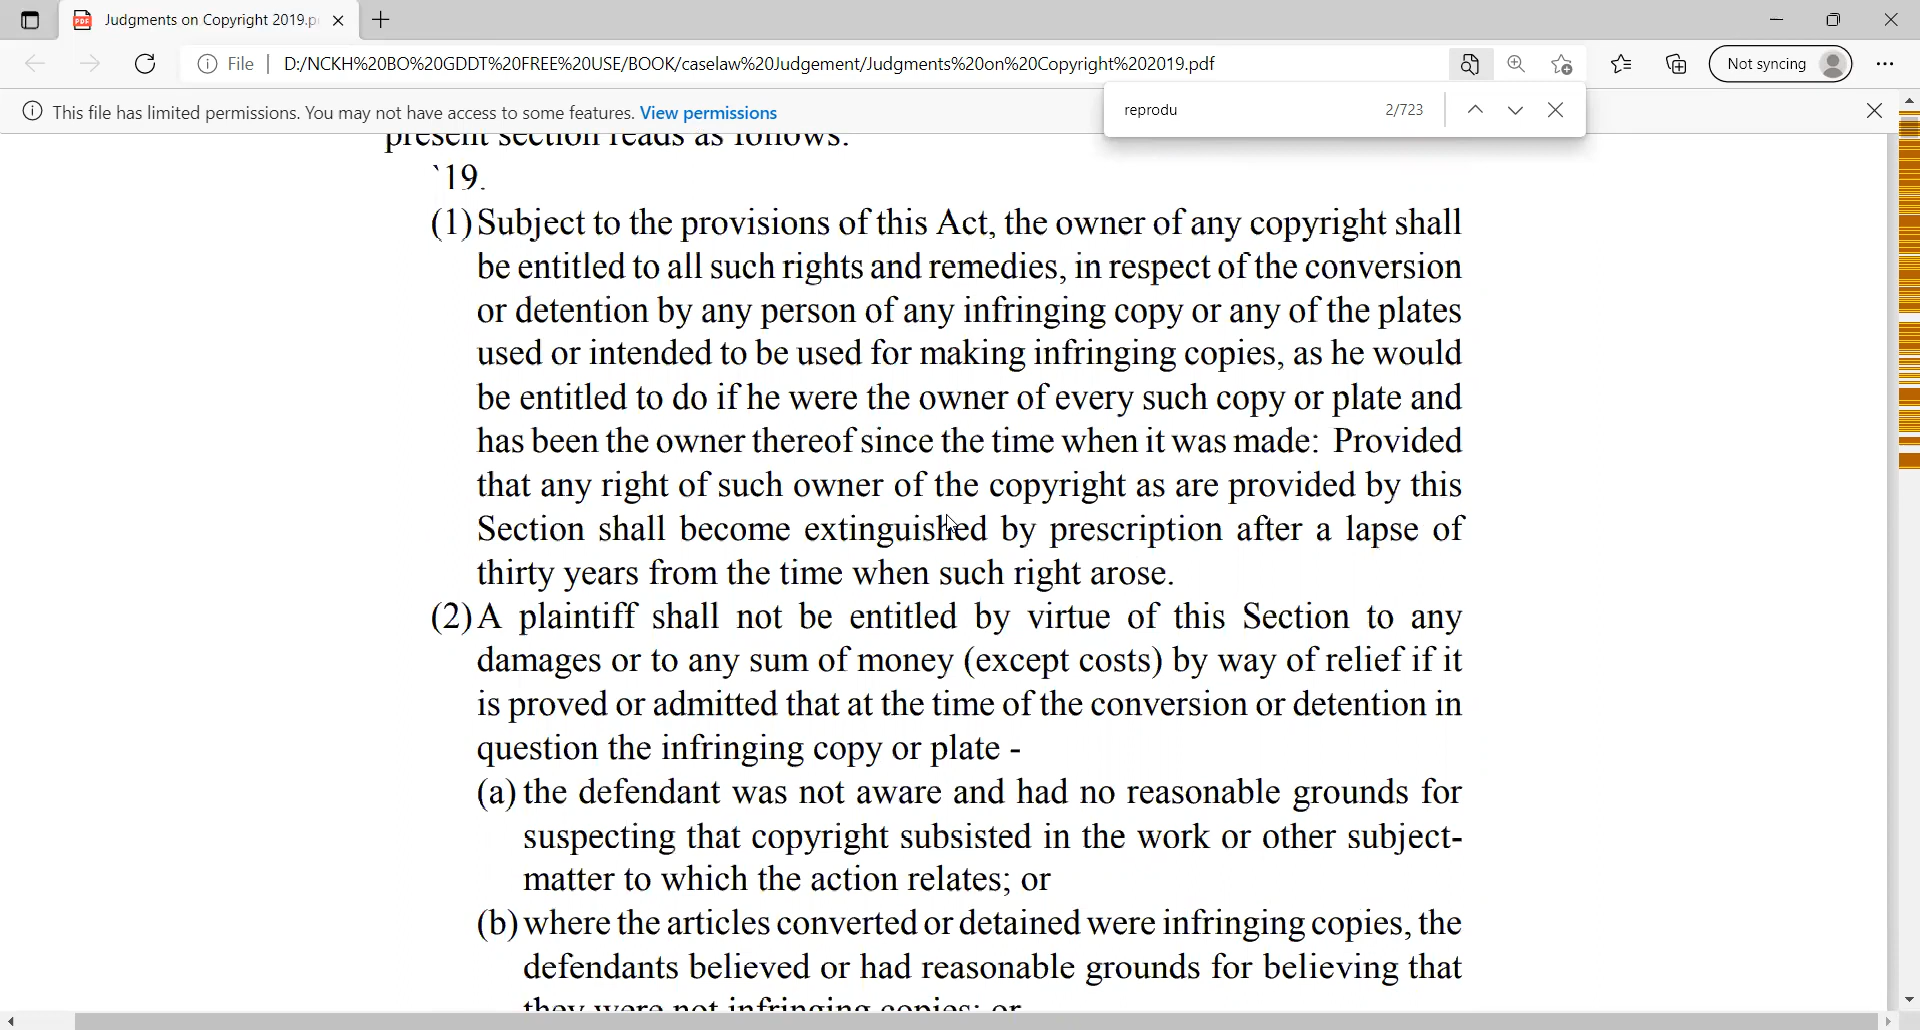 Judgments on Copyright 2019.p
File
D:/NCKH%20BO%20GDDT%20FREE%20USE/BOOK/caselaw%20Judgement/Judgments%20on%20Copyright%202019.pdf
Not syncing
This file has limited permissions. You may not have access to some features. View permissions
reprodu
2/723
present section reads as follows:
`19.
(1) Subject to the provisions of this Act, the owner of any copyright shall
be entitled to all such rights and remedies, in respect of the conversion
or detention by any person of any infringing copy or any of the plates
used or intended to be used for making infringing copies, as he would
be entitled to do if he were the owner of every such copy or plate and
has been the owner thereof since the time when it was made: Provided
that any right of such owner of the copyright as are provided by this
Section shall become extinguished by prescription after a lapse of
thirty years from the time when such right arose.
(2) A plaintiff shall not be entitled by virtue of this Section to any
damages or to any sum of money (except costs) by way of relief if it
is proved or admitted that at the time of the conversion or detention in
question the infringing copy or plate -
(a) the defendant was not aware and had no reasonable grounds for
suspecting that copyright subsisted in the work or other subject-
matter to which the action relates; or
(b) where the articles converted or detained were infringing copies, the
defendants believed or had reasonable grounds for believing that
they were not infringing copies; or